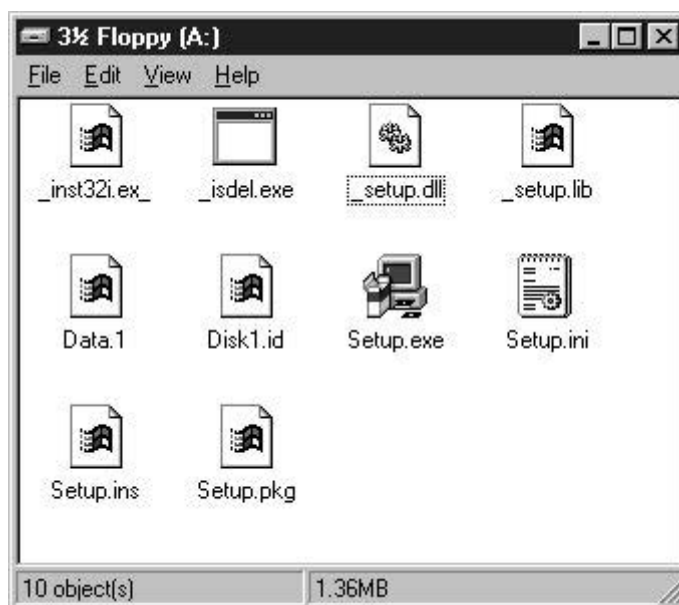 3½ Floppy (A:)
File Edit View Help
_inst32i.ex_ _isdel.exe _setup.dll _setup.lib
Data.1 Disk1.id Setup.exe Setup.ini
Setup.ins Setup.pkg
10 object(s) 1.36MB